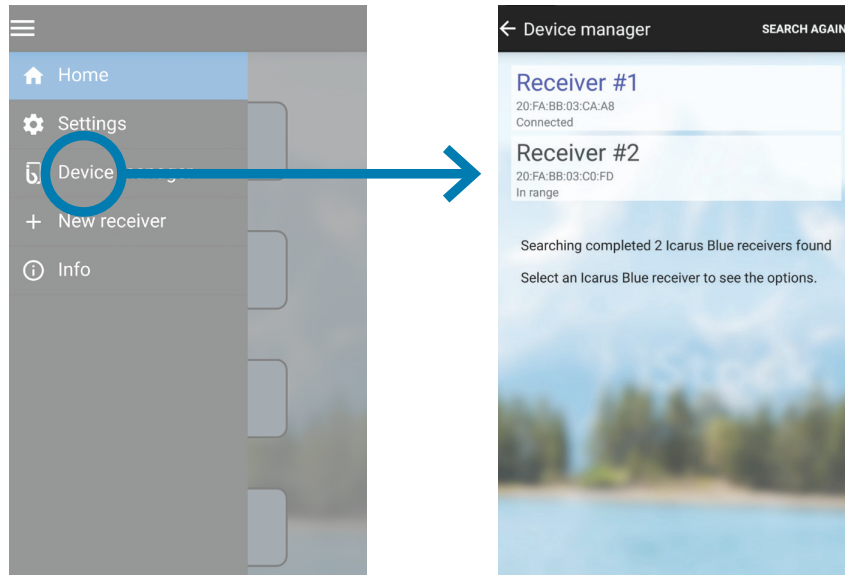 Home
Settings
Device manager
New receiver
Info
Device manager
SEARCH AGAIN
Receiver #1
20:FA:BB:03:CA:A8
Connected
Receiver #2
20:FA:BB:03:C0:FD
In range
Searching completed 2 Icarus Blue receivers found
Select an Icarus Blue receiver to see the options.
iStock